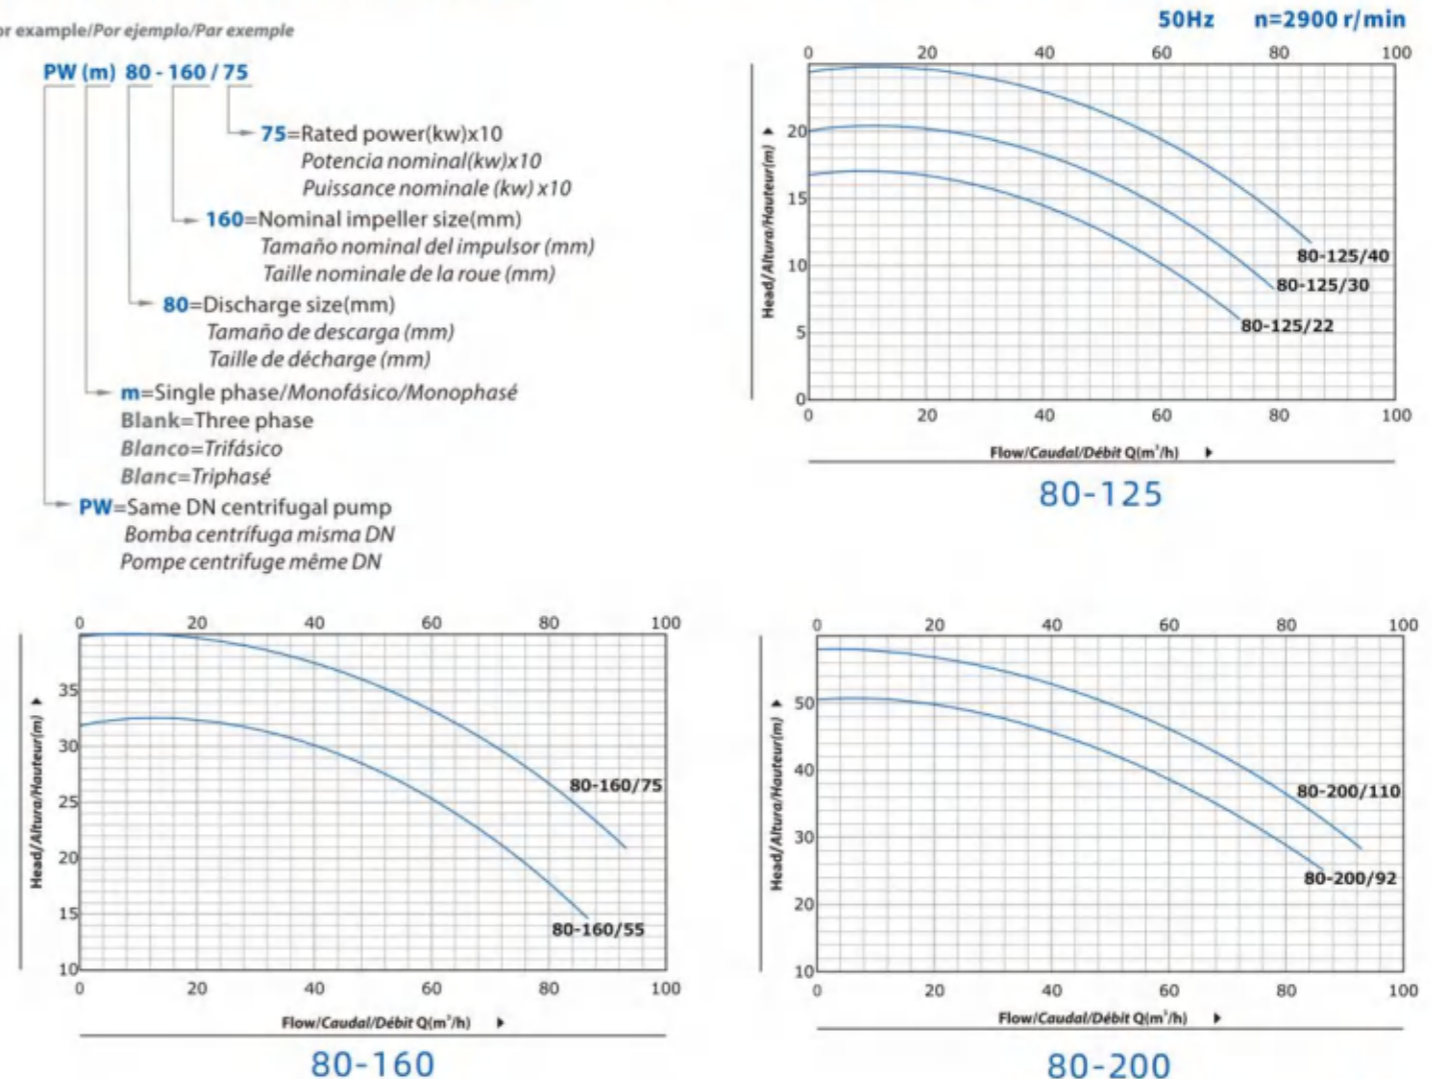 or example/Por ejemplo/Par exemple
PW (m) 80 - 160 / 75
75=Rated power(kw)x10
Potencia nominal(kw)x10
Puissance nominale (kw) x10
160=Nominal impeller size(mm)
Tamaño nominal del impulsor (mm)
Taille nominale de la roue (mm)
80=Discharge size(mm)
Tamaño de descarga (mm)
Taille de décharge (mm)
m=Single phase/Monofásico/Monophasé
Blank=Three phase
Blanco=Trifásico
Blanc=Triphasé
PW=Same DN centrifugal pump
Bomba centrífuga misma DN
Pompe centrifuge même DN
50Hz n=2900 r/min
0 20 40 60 80 100
Head/Altura/Hauteur(m)
20
15
10
5
0
80-125/40
80-125/30
80-125/22
0 20 40 60 80 100
Flow/Caudal/Débit Q(m³/h)
80-125
0 20 40 60 80 100
Head/Altura/Hauteur(m)
35
30
25
20
15
10
80-160/75
80-160/55
0 20 40 60 80 100
Flow/Caudal/Débit Q(m³/h)
80-160
0 20 40 60 80 100
Head/Altura/Hauteur(m)
50
40
30
20
10
80-200/110
80-200/92
0 20 40 60 80 100
Flow/Caudal/Débit Q(m³/h)
80-200